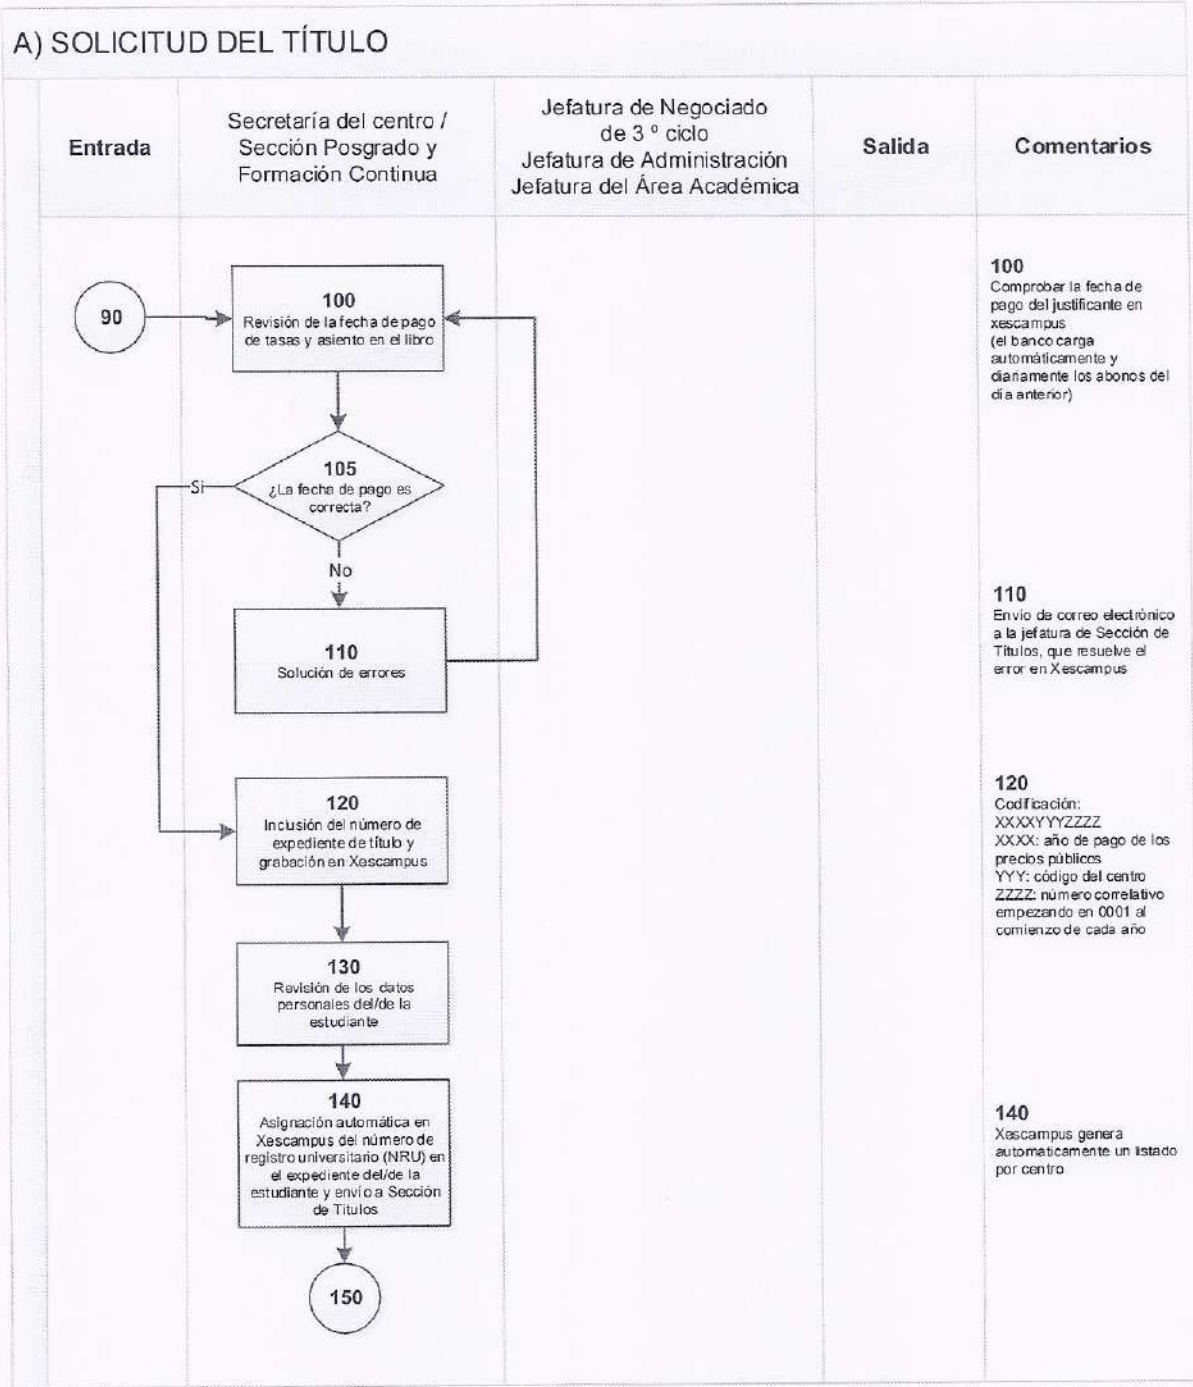 A) SOLICITUD DEL TÍTULO
Entrada
Secretaría del centro /
Sección Posgrado y
Formación Continua
Jefatura de Negociado
de 3 º ciclo
Jefatura de Administración
Jefatura del Área Académica
Salida
Comentarios
90
100
Revisión de la fecha de pago
de tasas y asiento en el libro
100
Comprobar la fecha de
pago del justificante en
xescampus
(el banco carga
automáticamente y
diariamente los abonos del
día anterior)
105
¿La fecha de pago es
correcta?
Si
No
110
Solución de errores
110
Envío de correo electrónico
a la jefatura de Sección de
Títulos, que resuelve el
error en Xescampus
120
Inclusión del número de
expediente de título y
grabación en Xescampus
120
Codificación:
XXXXYYYZZZZ
XXXX: año de pago de los
precios públicos
YYY: código del centro
ZZZZ: número correlativo
empezando en 0001 al
comienzo de cada año
130
Revisión de los datos
personales del/de la
estudiante
140
Asignación automática en
Xescampus del número de
registro universitario (NRU) en
el expediente del/de la
estudiante y envío a Sección
de Títulos
140
Xescampus genera
automaticamente un listado
por centro
150